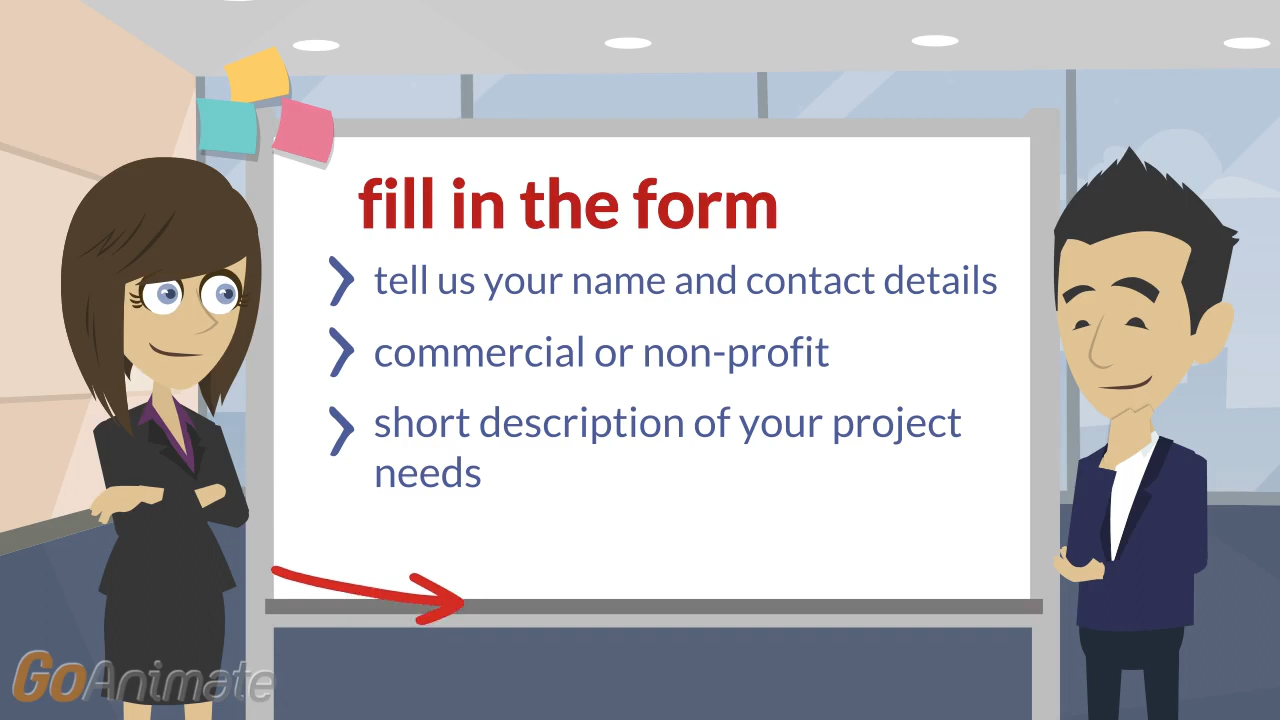 fill in the form
tell us your name and contact details
commercial or non-profit
short description of your project
needs
GoAnimate